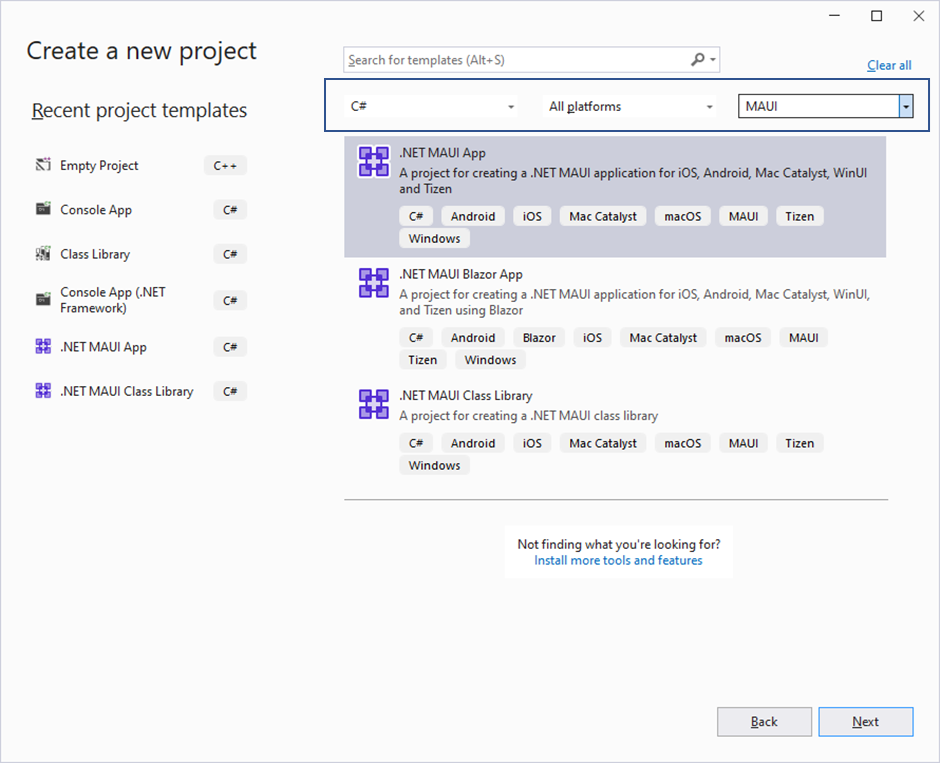 Create a new project
Search for templates (Alt+S)
Clear all
Recent project templates
C#
All platforms
MAUI
Empty Project
C++
Console App
C#
Class Library
C#
Console App (.NET
Framework)
C#
.NET MAUI App
C#
.NET MAUI Class Library
C#
.NET MAUI App
A project for creating a .NET MAUI application for iOS, Android, Mac Catalyst, WinUI
and Tizen
C# Android iOS Mac Catalyst macOS MAUI Tizen
Windows
.NET MAUI Blazor App
A project for creating a .NET MAUI application for iOS, Android, Mac Catalyst, WinUI,
and Tizen using Blazor
C# Android Blazor iOS Mac Catalyst macOS MAUI
Tizen Windows
.NET MAUI Class Library
A project for creating a .NET MAUI class library
C# Android iOS Mac Catalyst macOS MAUI Tizen
Windows
Not finding what you're looking for?
Install more tools and features
Back
Next